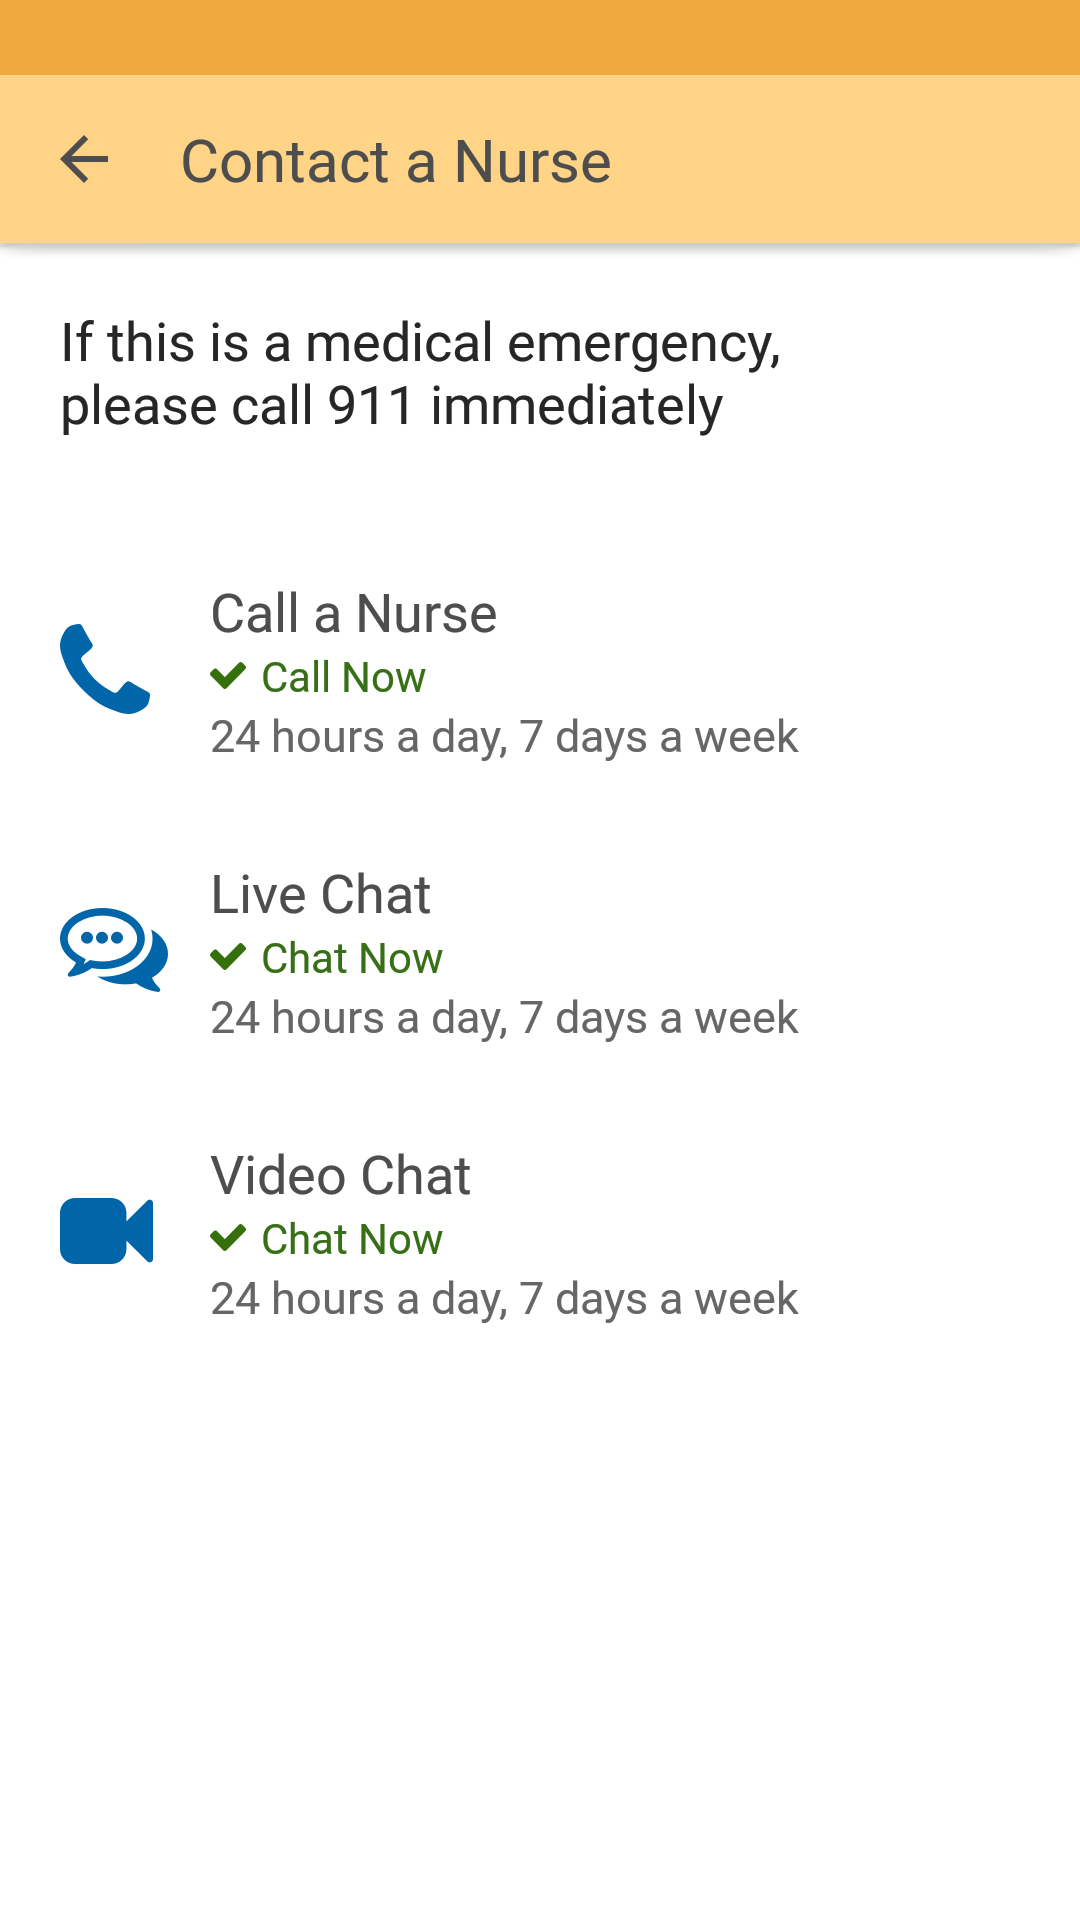 Contact a Nurse
If this is a medical emergency,
please call 911 immediately
Call a Nurse
Call Now
24 hours a day, 7 days a week
Live Chat
Chat Now
24 hours a day, 7 days a week
Video Chat
Chat Now
24 hours a day, 7 days a week